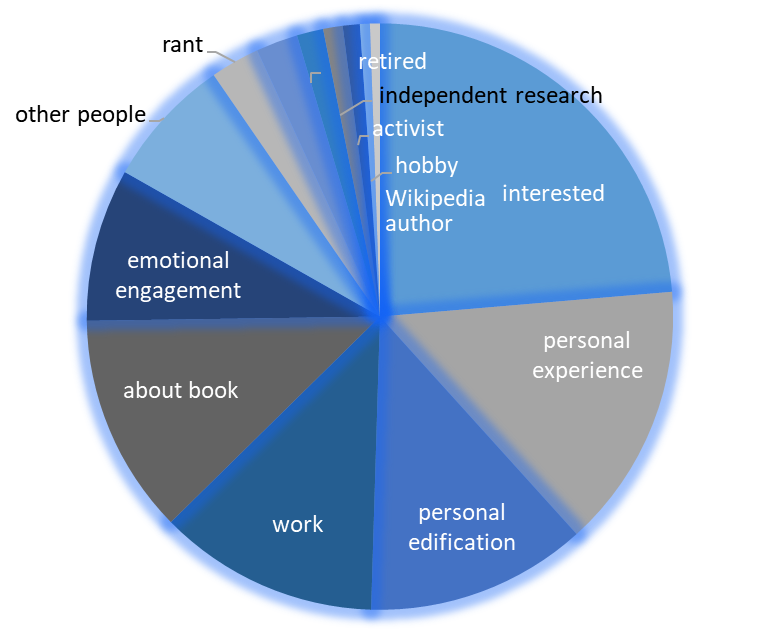 rant
retired
independent research
other people
activist
hobby
Wikipedia
author
interested
emotional
engagement
personal
experience
about book
personal
edification
work